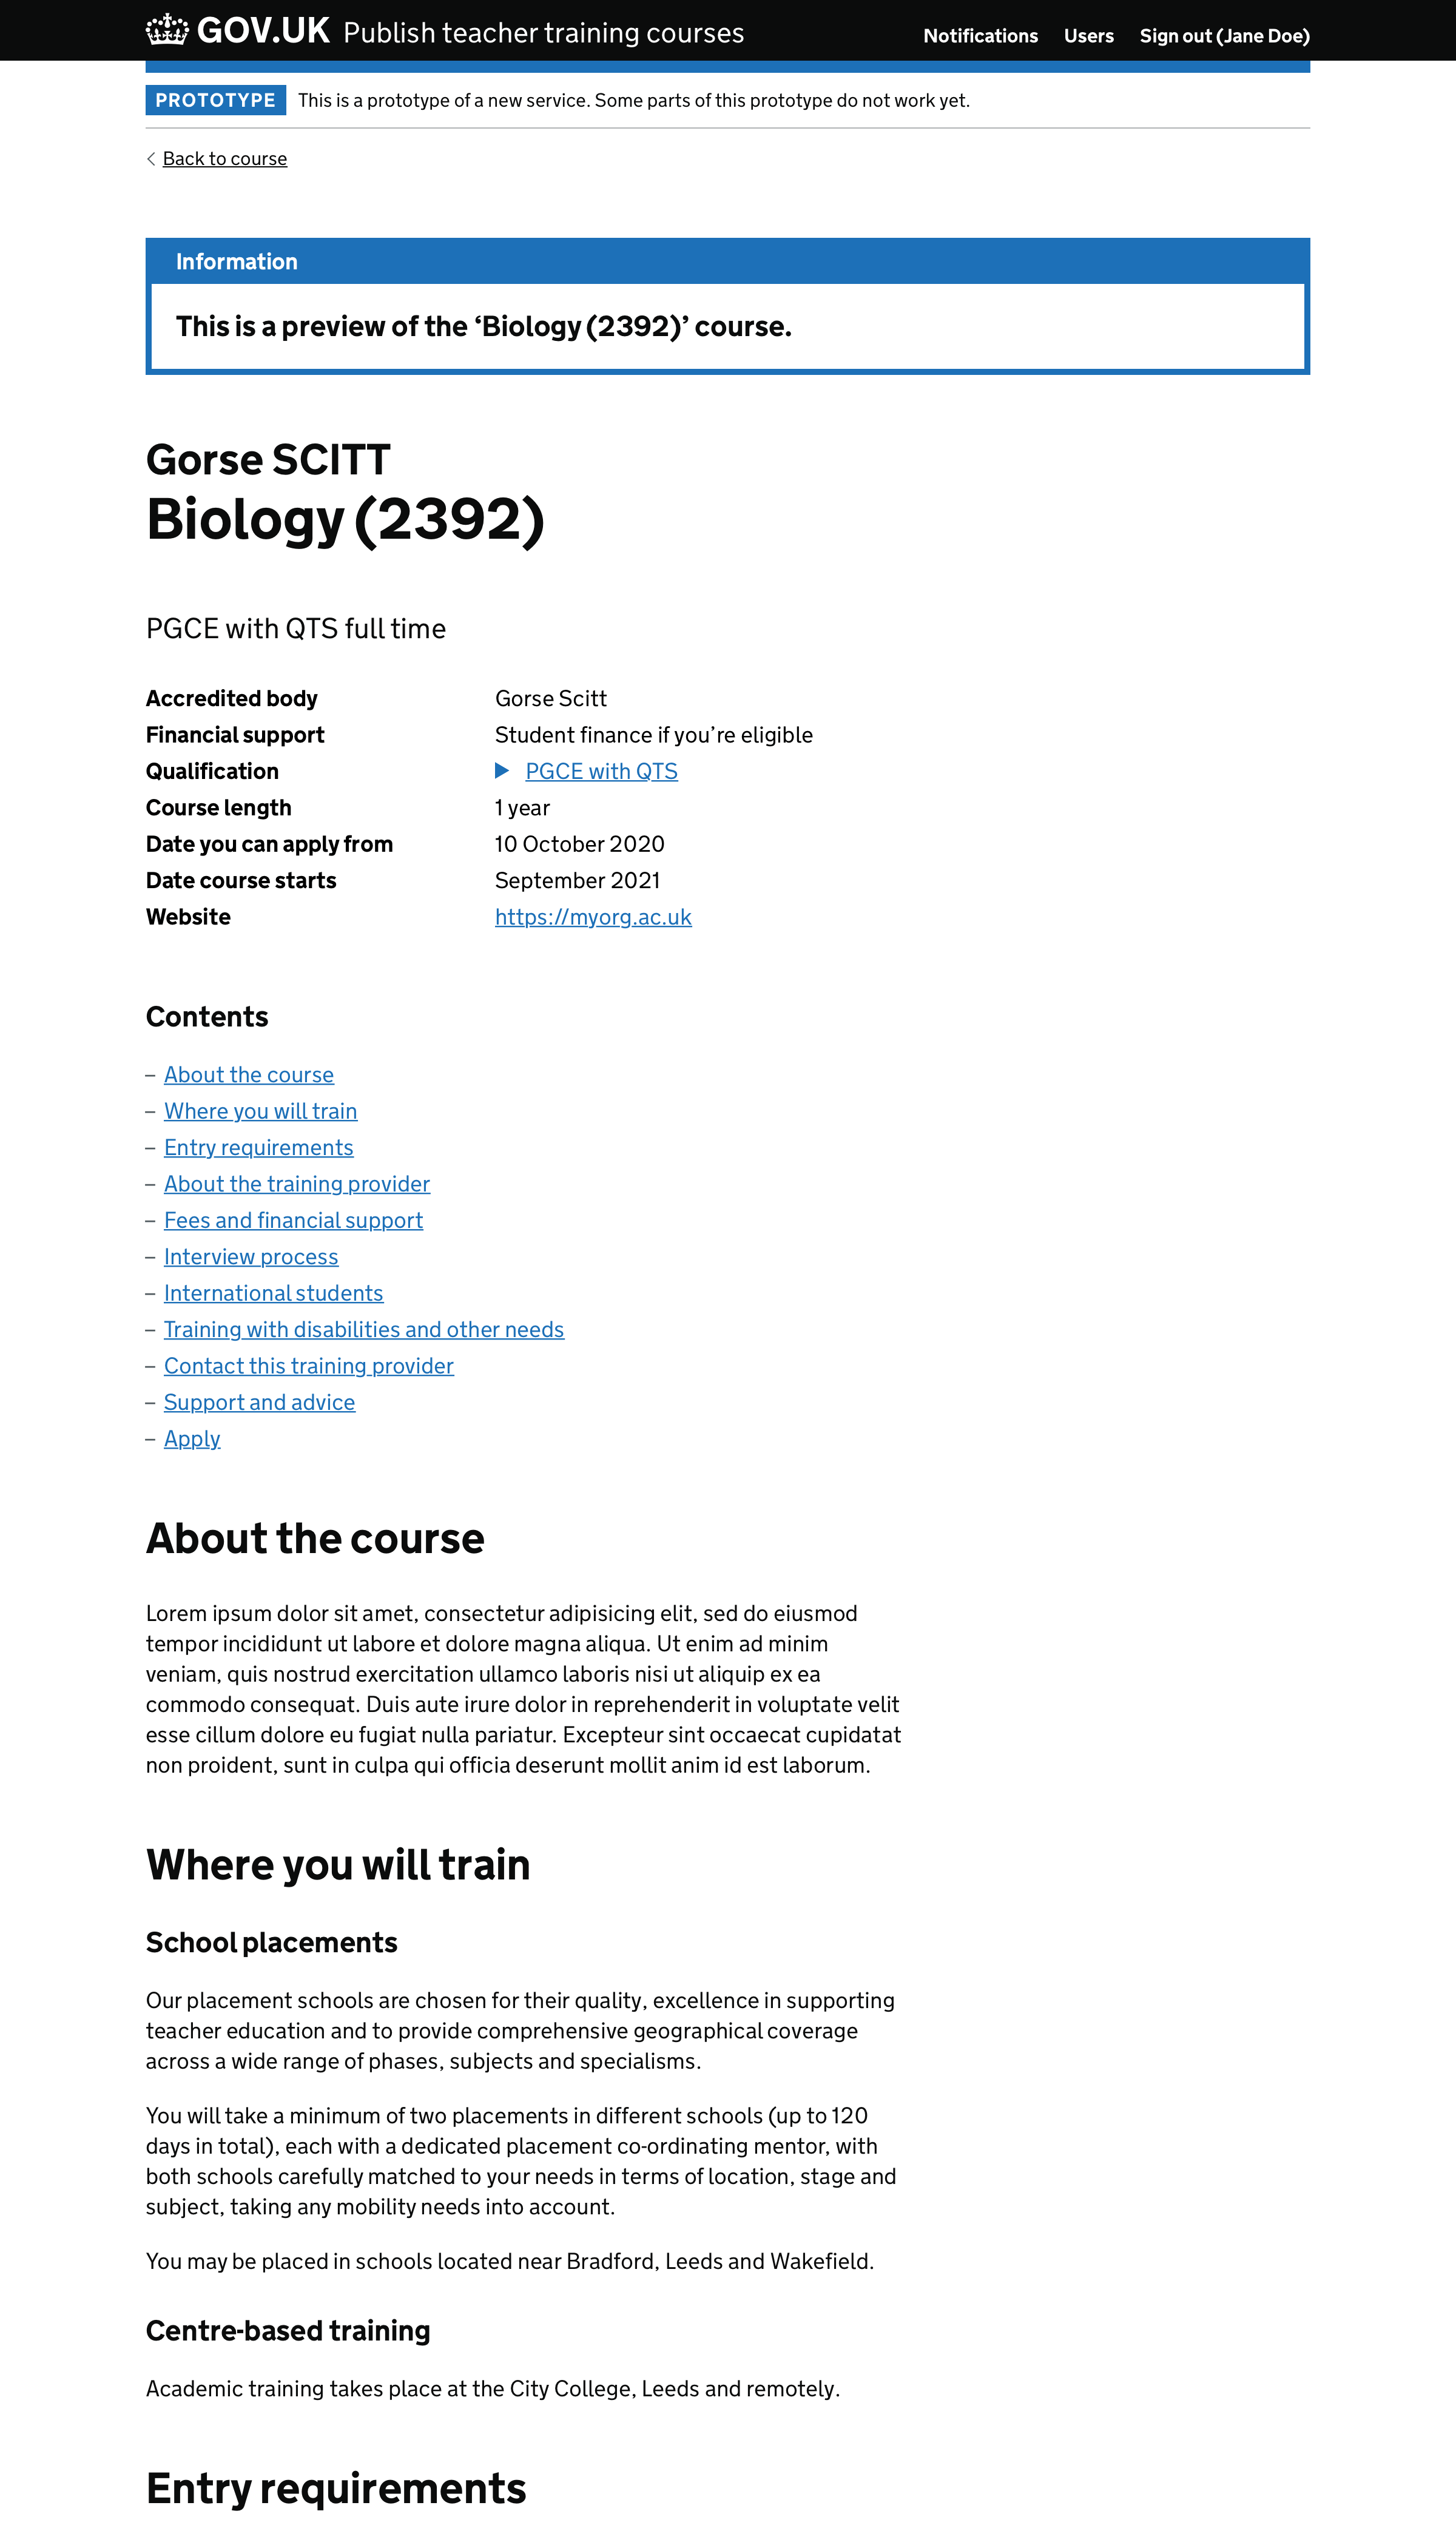 GOV.UK Publish teacher training courses Notifications Users Sign out (Jane Doe)
PROTOTYPE This is a prototype of a new service. Some parts of this prototype do not work yet.
Back to course
Information
This is a preview of the ‘Biology (2392)’ course.
Gorse SCITT
Biology (2392)
PGCE with QTS full time
Accredited body Gorse Scitt
Financial support Student finance if you’re eligible
Qualification PGCE with QTS
Course length 1 year
Date you can apply from 10 October 2020
Date course starts September 2021
Website https://myorg.ac.uk
Contents
– About the course
– Where you will train
– Entry requirements
– About the training provider
– Fees and financial support
– Interview process
– International students
– Training with disabilities and other needs
– Contact this training provider
– Support and advice
– Apply
About the course
Lorem ipsum dolor sit amet, consectetur adipisicing elit, sed do eiusmod
tempor incididunt ut labore et dolore magna aliqua. Ut enim ad minim
veniam, quis nostrud exercitation ullamco laboris nisi ut aliquip ex ea
commodo consequat. Duis aute irure dolor in reprehenderit in voluptate velit
esse cillum dolore eu fugiat nulla pariatur. Excepteur sint occaecat cupidatat
non proident, sunt in culpa qui officia deserunt mollit anim id est laborum.
Where you will train
School placements
Our placement schools are chosen for their quality, excellence in supporting
teacher education and to provide comprehensive geographical coverage
across a wide range of phases, subjects and specialisms.
You will take a minimum of two placements in different schools (up to 120
days in total), each with a dedicated placement co-ordinating mentor, with
both schools carefully matched to your needs in terms of location, stage and
subject, taking any mobility needs into account.
You may be placed in schools located near Bradford, Leeds and Wakefield.
Centre-based training
Academic training takes place at the City College, Leeds and remotely.
Entry requirements